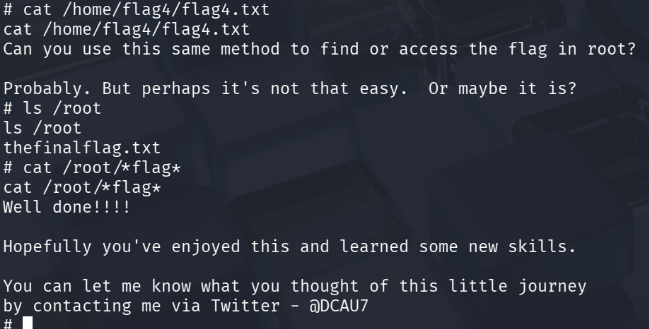 # cat /home/flag4/flag4.txt
cat /home/flag4/flag4.txt
Can you use this same method to find or access the flag in root?
Probably. But perhaps it's not that easy.  Or maybe it is?
# ls /root
ls /root
thefinalflag.txt
# cat /root/*flag*
cat /root/*flag*
Well done!!!!
Hopefully you've enjoyed this and learned some new skills.
You can let me know what you thought of this little journey
by contacting me via Twitter - @DCAU7
#